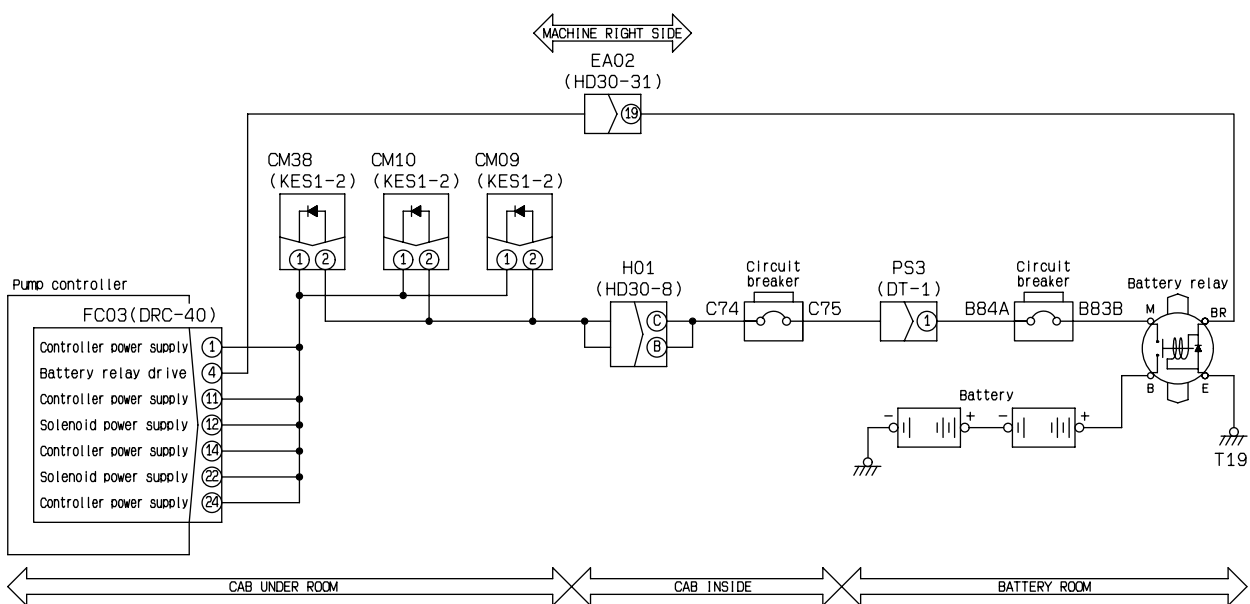 MACHINE RIGHT SIDE
EA02
(HD30-31)
19
CM38
(KES1-2)
CM10
(KES1-2)
CM09
(KES1-2)
1 2
1 2
1 2
Pump controller
FC03(DRC-40)
Controller power supply 1
Battery relay drive 4
Controller power supply 11
Solenoid power supply 12
Controller power supply 14
Solenoid power supply 22
Controller power supply 24
H01
(HD30-8)
C
B
C74
Circuit
breaker
C75
PS3
(DT-1)
1
B84A
Circuit
breaker
B83B
Battery relay
M
BR
B
E
Battery
- +
- +
T19
CAB UNDER ROOM
CAB INSIDE
BATTERY ROOM